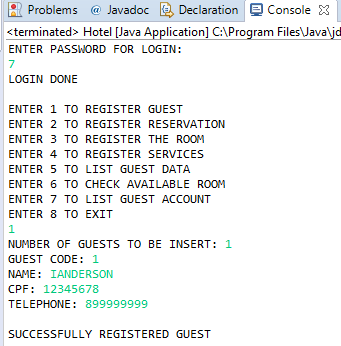 Problems @ Javadoc Declaration Console
<terminated> Hotel [Java Application] C:\Program Files\Java\jd
ENTER PASSWORD FOR LOGIN:
7
LOGIN DONE
ENTER 1 TO REGISTER GUEST
ENTER 2 TO REGISTER RESERVATION
ENTER 3 TO REGISTER THE ROOM
ENTER 4 TO REGISTER SERVICES
ENTER 5 TO LIST GUEST DATA
ENTER 6 TO CHECK AVAILABLE ROOM
ENTER 7 TO LIST GUEST ACCOUNT
ENTER 8 TO EXIT
1
NUMBER OF GUESTS TO BE INSERT: 1
GUEST CODE: 1
NAME: IANDERSON
CPF: 12345678
TELEPHONE: 899999999
SUCCESSFULLY REGISTERED GUEST